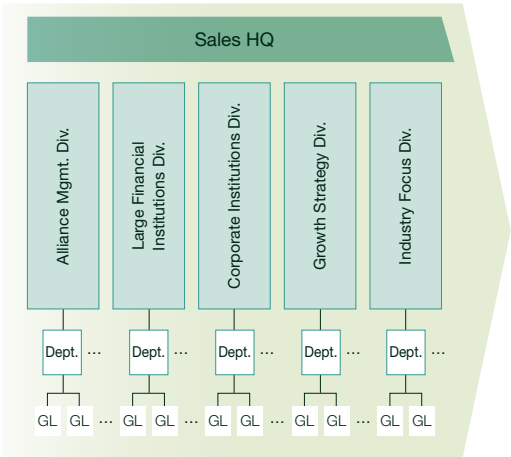 Sales HQ
Alliance Mgmt. Div.
Large Financial
Institutions Div.
Corporate Institutions Div.
Growth Strategy Div.
Industry Focus Div.
Dept. ... Dept. ... Dept. ... Dept. ... Dept. ...
GL GL ... GL GL ... GL GL ... GL GL ... GL GL